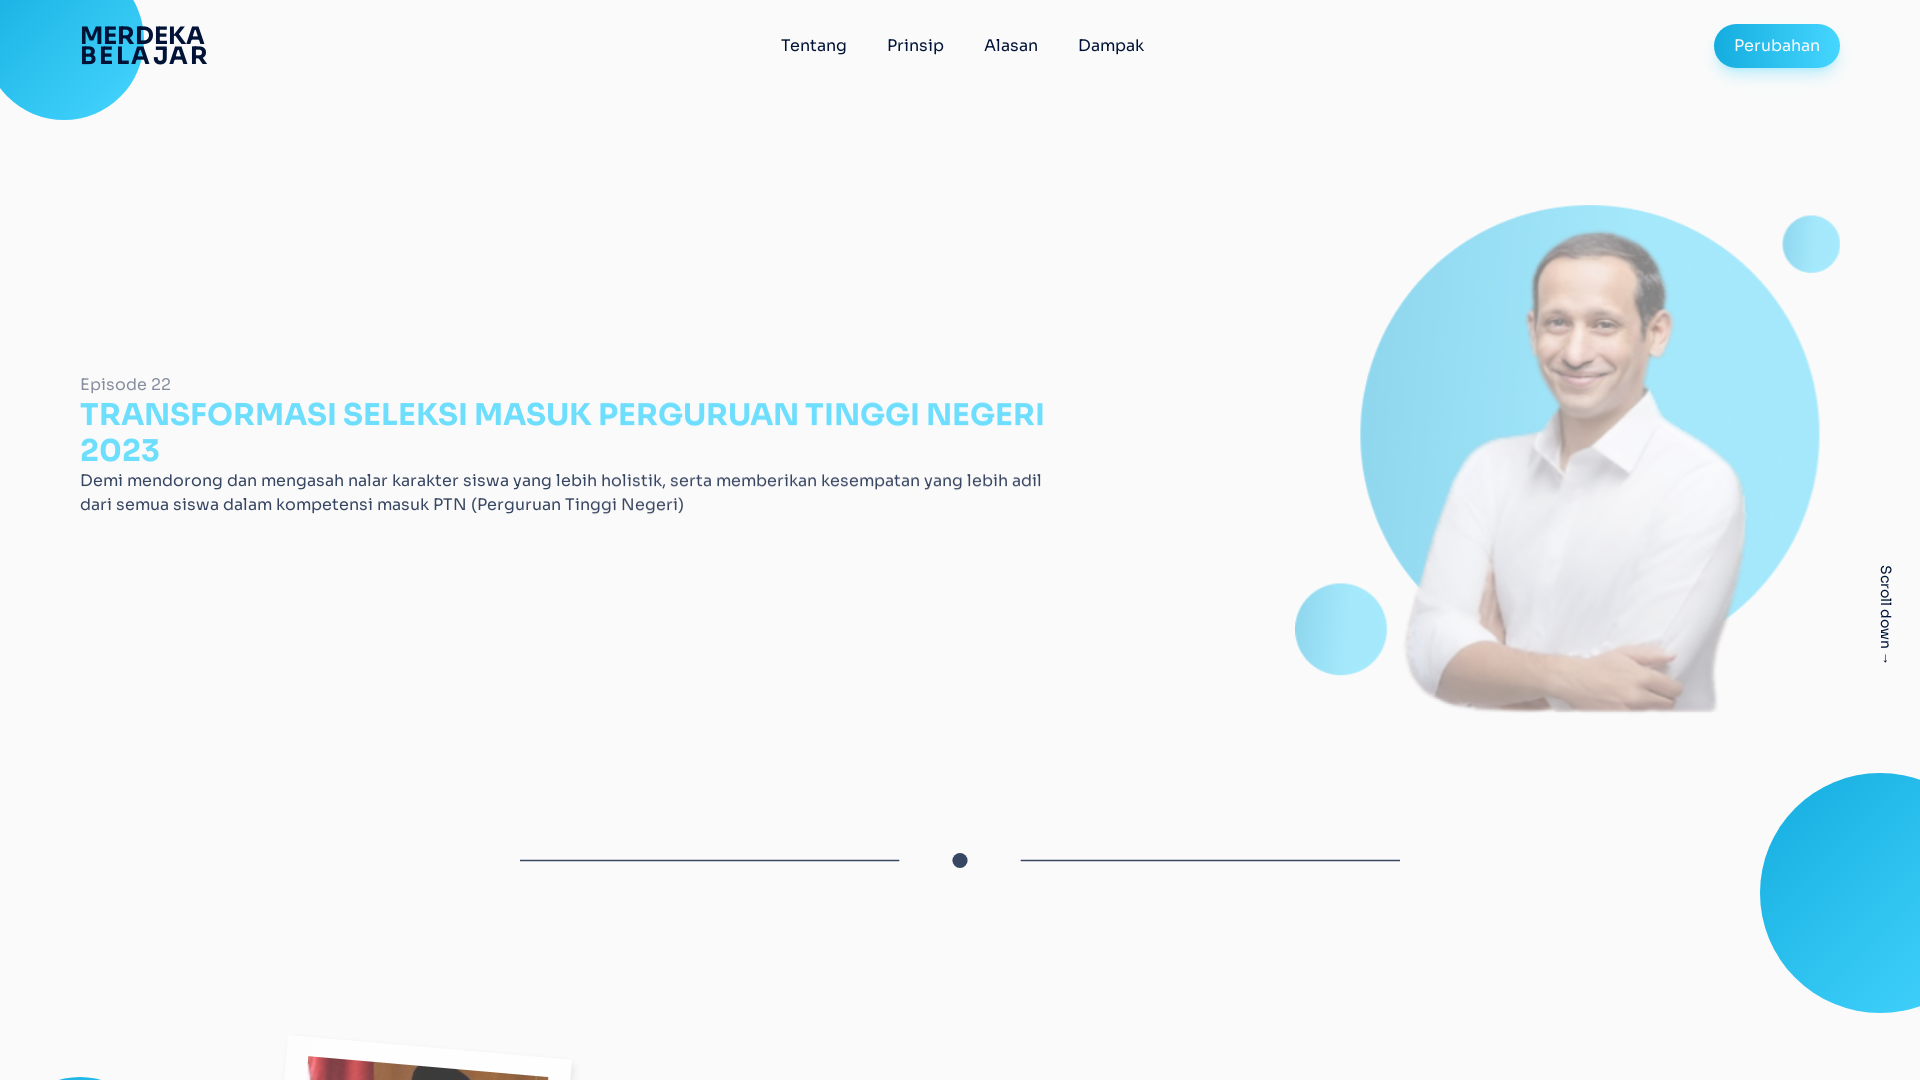 MERDEKA
BELAJAR
Tentang
Prinsip
Alasan
Dampak
Perubahan
Episode 22
TRANSFORMASI SELEKSI MASUK PERGURUAN TINGGI NEGERI
2023
Demi mendorong dan mengasah nalar karakter siswa yang lebih holistik, serta memberikan kesempatan yang lebih adil
dari semua siswa dalam kompetensi masuk PTN (Perguruan Tinggi Negeri)
Scroll down →